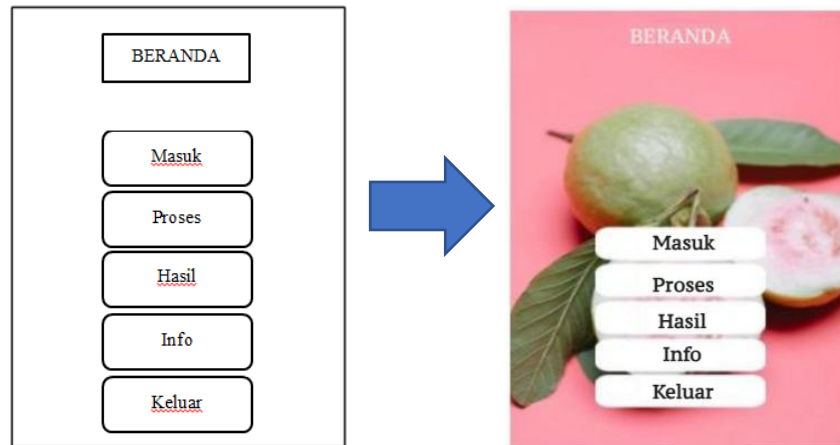 BERANDA
Masuk
Proses
Hasil
Info
Keluar
BERANDA
Masuk
Proses
Hasil
Info
Keluar